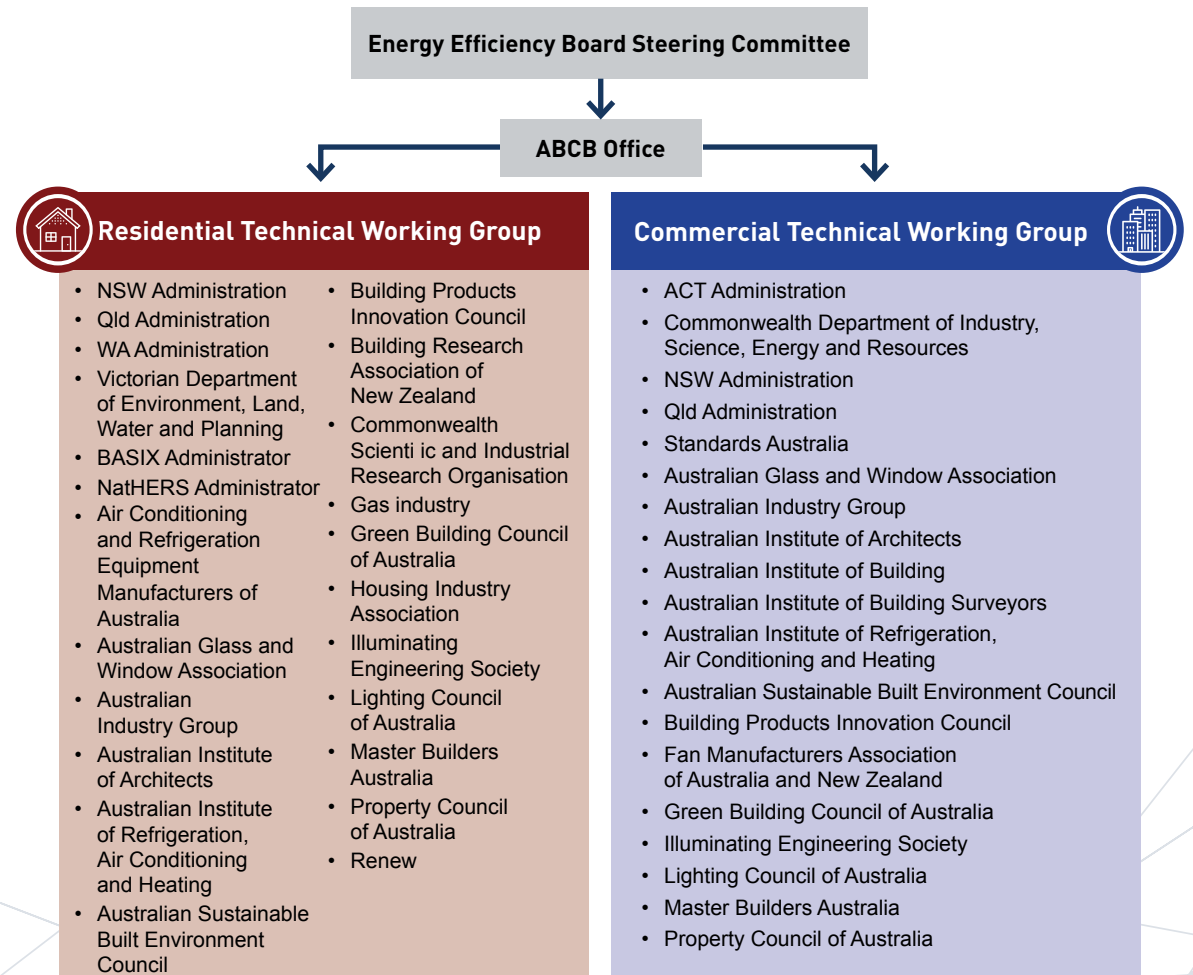 Energy Efficiency Board Steering Committee
ABCB Office
Residential Technical Working Group
• NSW Administration
• Qld Administration
• WA Administration
• Victorian Department
of Environment, Land,
Water and Planning
• BASIX Administrator
• NatHERS Administrator
• Air Conditioning
and Refrigeration
Equipment
Manufacturers of
Australia
• Australian Glass and
Window Association
• Australian
Industry Group
• Australian Institute
of Architects
• Australian Institute
of Refrigeration,
Air Conditioning
and Heating
• Australian Sustainable
Built Environment
Council
• Building Products
Innovation Council
• Building Research
Association of
New Zealand
• Commonwealth
Scienti ic and Industrial
Research Organisation
• Gas industry
• Green Building Council
of Australia
• Housing Industry
Association
• Illuminating
Engineering Society
• Lighting Council
of Australia
• Master Builders
Australia
• Property Council
of Australia
• Renew
Commercial Technical Working Group
• ACT Administration
• Commonwealth Department of Industry,
Science, Energy and Resources
• NSW Administration
• Qld Administration
• Standards Australia
• Australian Glass and Window Association
• Australian Industry Group
• Australian Institute of Architects
• Australian Institute of Building
• Australian Institute of Building Surveyors
• Australian Institute of Refrigeration,
Air Conditioning and Heating
• Australian Sustainable Built Environment Council
• Building Products Innovation Council
• Fan Manufacturers Association
of Australia and New Zealand
• Green Building Council of Australia
• Illuminating Engineering Society
• Lighting Council of Australia
• Master Builders Australia
• Property Council of Australia